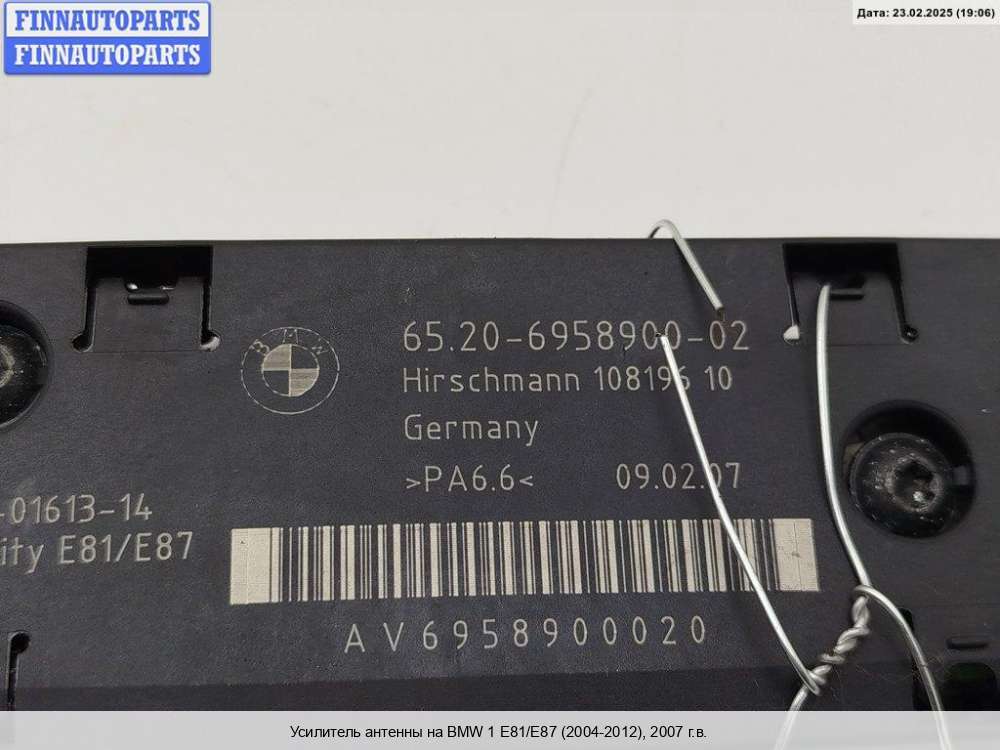 FINNAUTOPARTS
FINNAUTOPARTS
Дата: 23.02.2025 (19:06)
BMW
65.20-6958900-02
Hirschmann 108196 10
Germany
>PA6.6< 09.02.07
-01613-14
ity E81/E87
AV6958900020
Усилитель антенны на BMW 1 E81/E87 (2004-2012), 2007 г.в.